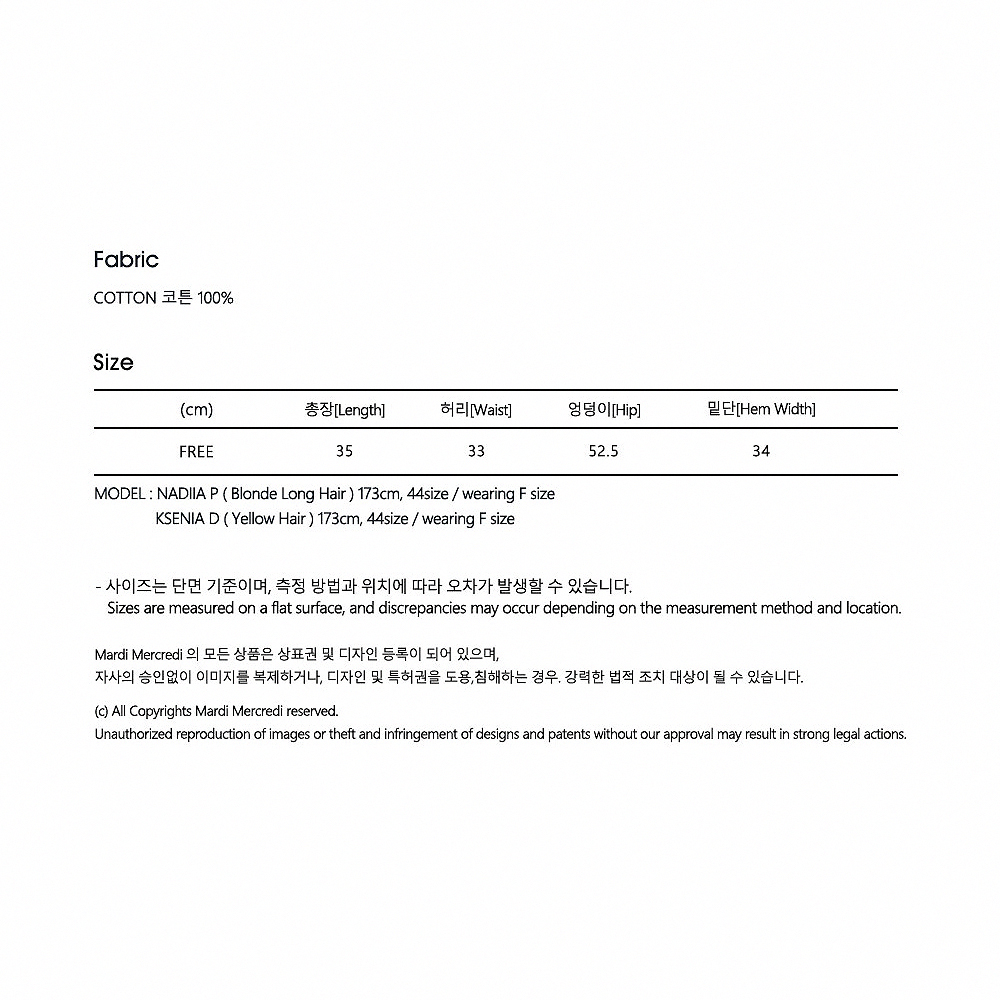 Fabric
COTTON 코튼 100%
Size
(cm) 총장[Length] 허리[Waist] 엉덩이[Hip] 밑단[Hem Width]
FREE 35 33 52.5 34
MODEL : NADIIA P ( Blonde Long Hair ) 173cm, 44size / wearing F size
KSENIA D ( Yellow Hair ) 173cm, 44size / wearing F size
- 사이즈는 단면 기준이며, 측정 방법과 위치에 따라 오차가 발생할 수 있습니다.
Sizes are measured on a flat surface, and discrepancies may occur depending on the measurement method and location.
Mardi Mercredi 의 모든 상품은 상표권 및 디자인 등록이 되어 있으며,
자사의 승인없이 이미지를 복제하거나, 디자인 및 특허권을 도용,침해하는 경우. 강력한 법적 조치 대상이 될 수 있습니다.
(c) All Copyrights Mardi Mercredi reserved.
Unauthorized reproduction of images or theft and infringement of designs and patents without our approval may result in strong legal actions.